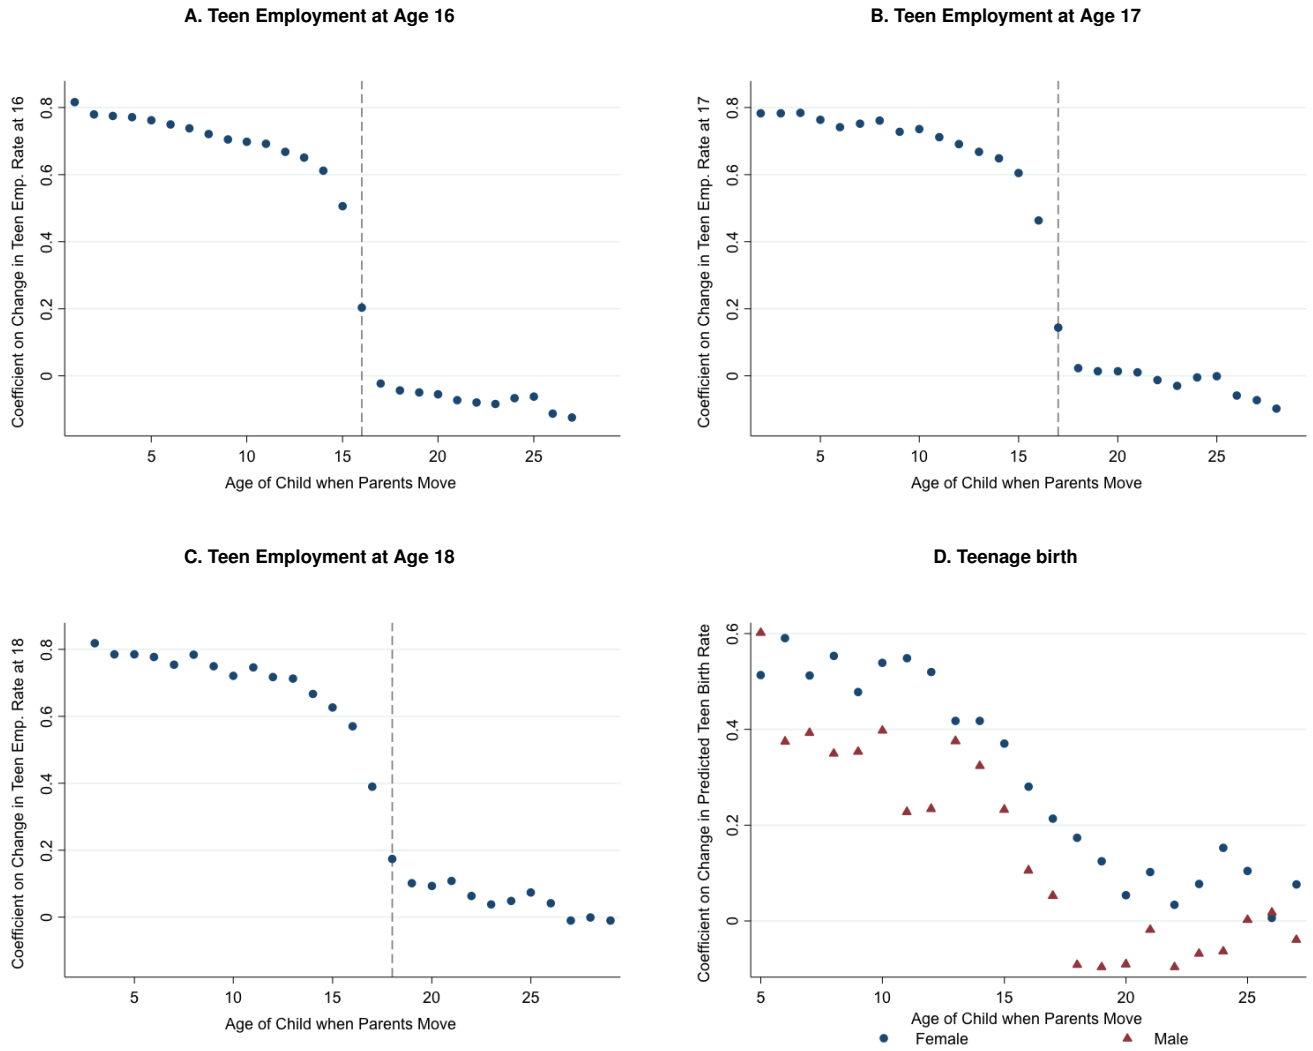 A. Teen Employment at Age 16
Coefficient on Change in Teen Emp. Rate at 16
0.8
0.6
0.4
0.2
0
5 10 15 20 25
Age of Child when Parents Move
B. Teen Employment at Age 17
Coefficient on Change in Teen Emp. Rate at 17
0.8
0.6
0.4
0.2
0
5 10 15 20 25
Age of Child when Parents Move
C. Teen Employment at Age 18
Coefficient on Change in Teen Emp. Rate at 18
0.8
0.6
0.4
0.2
0
5 10 15 20 25
Age of Child when Parents Move
D. Teenage birth
Coefficient on Change in Predicted Teen Birth Rate
0.6
0.4
0.2
0
5 10 15 20 25
Age of Child when Parents Move
Female Male